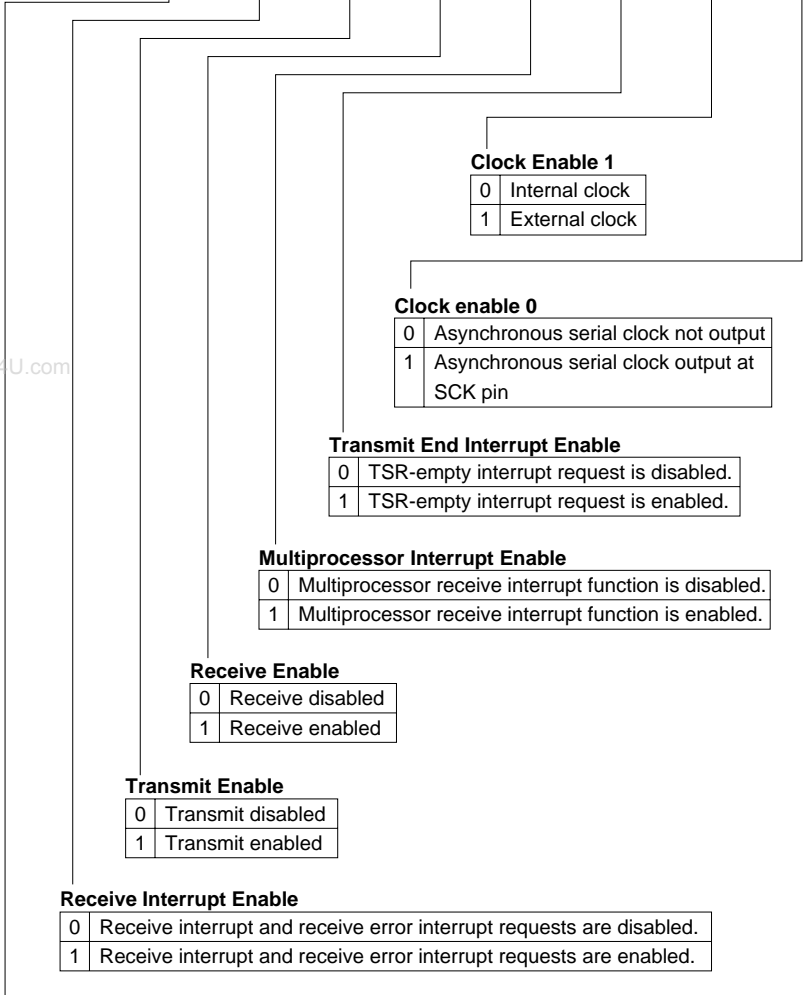 Clock Enable 1
0 Internal clock
1 External clock
Clock enable 0
0 Asynchronous serial clock not output
1 Asynchronous serial clock output at
SCK pin
4U.com
Transmit End Interrupt Enable
0 TSR-empty interrupt request is disabled.
1 TSR-empty interrupt request is enabled.
Multiprocessor Interrupt Enable
0 Multiprocessor receive interrupt function is disabled.
1 Multiprocessor receive interrupt function is enabled.
Receive Enable
0 Receive disabled
1 Receive enabled
Transmit Enable
0 Transmit disabled
1 Transmit enabled
Receive Interrupt Enable
0 Receive interrupt and receive error interrupt requests are disabled.
1 Receive interrupt and receive error interrupt requests are enabled.